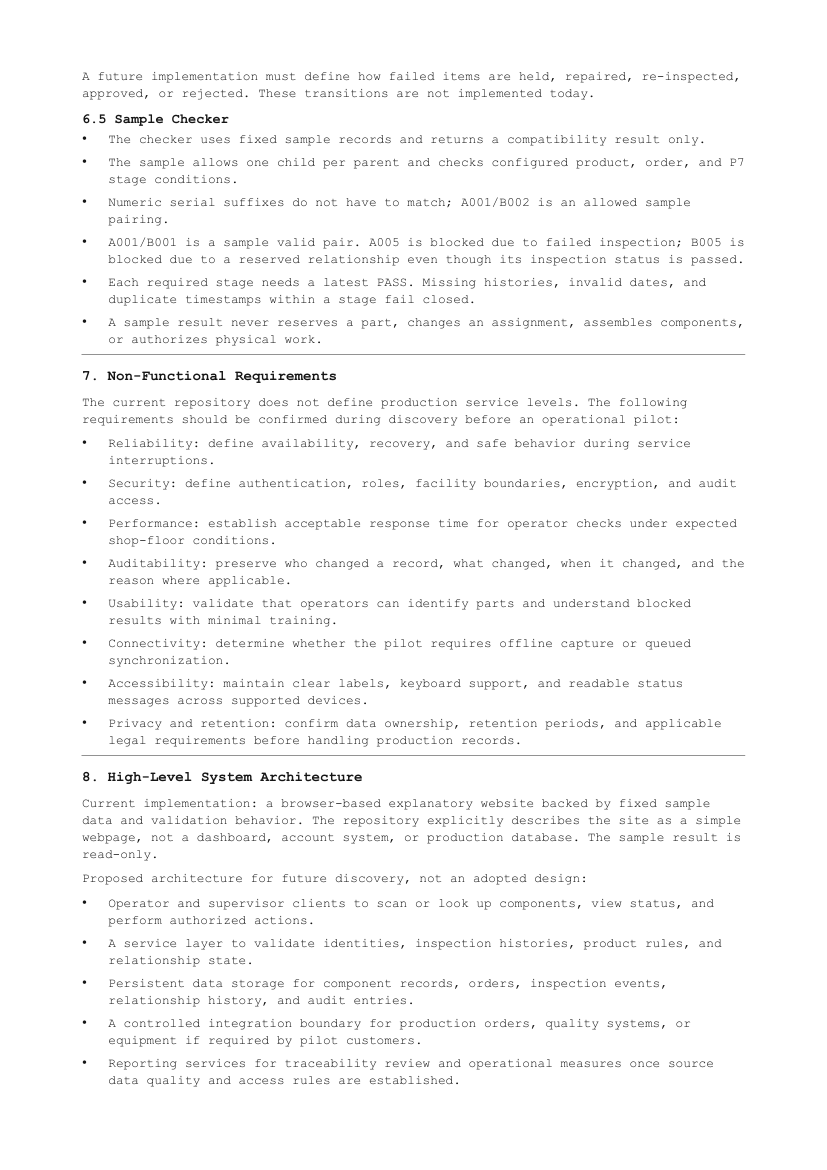 A future implementation must define how failed items are held, repaired, re-inspected,
approved, or rejected. These transitions are not implemented today.
6.5 Sample Checker
• The checker uses fixed sample records and returns a compatibility result only.
• The sample allows one child per parent and checks configured product, order, and P7
stage conditions.
• Numeric serial suffixes do not have to match; A001/B002 is an allowed sample
pairing.
• A001/B001 is a sample valid pair. A005 is blocked due to failed inspection; B005 is
blocked due to a reserved relationship even though its inspection status is passed.
• Each required stage needs a latest PASS. Missing histories, invalid dates, and
duplicate timestamps within a stage fail closed.
• A sample result never reserves a part, changes an assignment, assembles components,
or authorizes physical work.
7. Non-Functional Requirements
The current repository does not define production service levels. The following
requirements should be confirmed during discovery before an operational pilot:
• Reliability: define availability, recovery, and safe behavior during service
interruptions.
• Security: define authentication, roles, facility boundaries, encryption, and audit
access.
• Performance: establish acceptable response time for operator checks under expected
shop-floor conditions.
• Auditability: preserve who changed a record, what changed, when it changed, and the
reason where applicable.
• Usability: validate that operators can identify parts and understand blocked
results with minimal training.
• Connectivity: determine whether the pilot requires offline capture or queued
synchronization.
• Accessibility: maintain clear labels, keyboard support, and readable status
messages across supported devices.
• Privacy and retention: confirm data ownership, retention periods, and applicable
legal requirements before handling production records.
8. High-Level System Architecture
Current implementation: a browser-based explanatory website backed by fixed sample
data and validation behavior. The repository explicitly describes the site as a simple
webpage, not a dashboard, account system, or production database. The sample result is
read-only.
Proposed architecture for future discovery, not an adopted design:
• Operator and supervisor clients to scan or look up components, view status, and
perform authorized actions.
• A service layer to validate identities, inspection histories, product rules, and
relationship state.
• Persistent data storage for component records, orders, inspection events,
relationship history, and audit entries.
• A controlled integration boundary for production orders, quality systems, or
equipment if required by pilot customers.
• Reporting services for traceability review and operational measures once source
data quality and access rules are established.